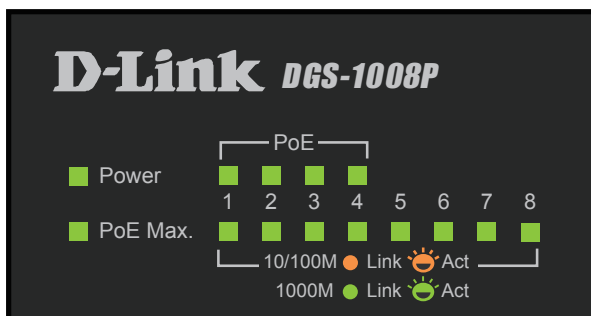 D-Link DGS-1008P
PoE
Power
1 2 3 4 5 6 7 8
PoE Max.
10/100M Link Act
1000M Link Act